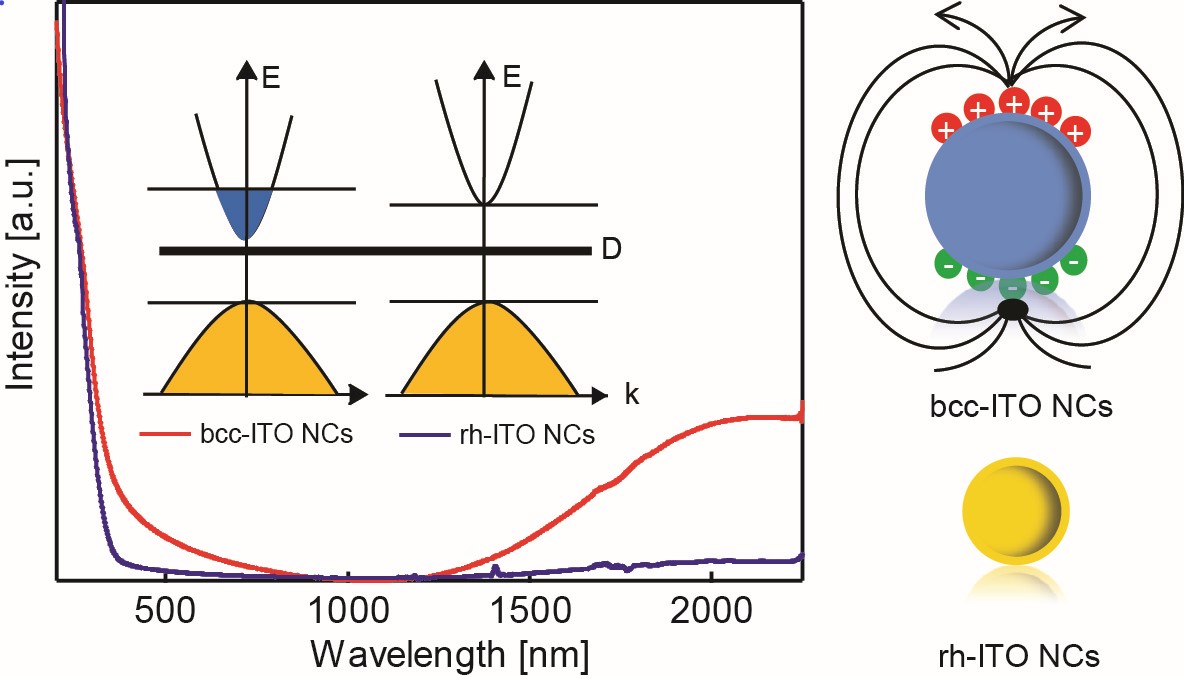 Intensity [a.u.]
E
E
D
k
bcc-ITO NCs
rh-ITO NCs
500
1000
1500
2000
Wavelength [nm]
+
+
+
+
+
-
-
-
-
-
bcc-ITO NCs
rh-ITO NCs